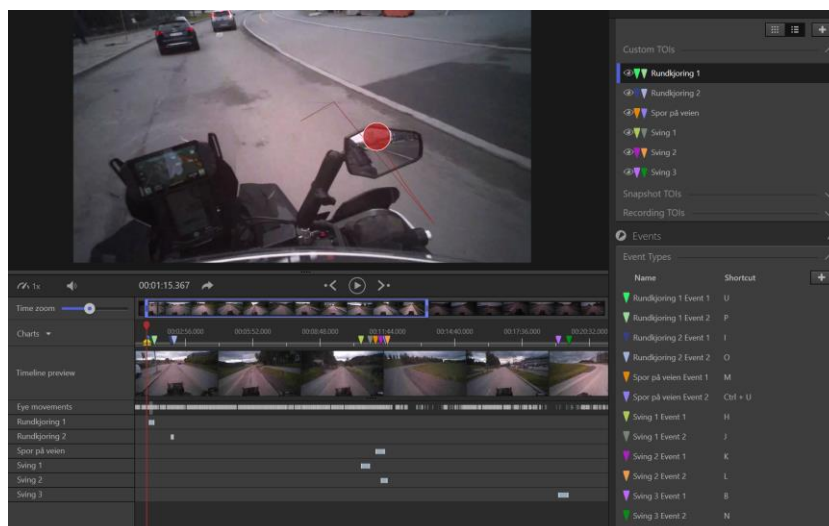 Custom TOIs
Rundkjoring 1
Rundkjoring 2
Spor på veien
Sving 1
Sving 2
Sving 3
Snapshot TOIs
Recording TOIs
Events
Event Types
Name Shortcut
Rundkjoring 1 Event 1 U
Rundkjoring 1 Event 2 P
Rundkjoring 2 Event 1 I
Rundkjoring 2 Event 2 O
Spor på veien Event 1 M
Spor på veien Event 2 Ctrl + U
Sving 1 Event 1 H
Sving 1 Event 2 J
Sving 2 Event 1 K
Sving 2 Event 2 L
Sving 3 Event 1 B
Sving 3 Event 2 N
1x 00:01:15.367
Time zoom
Charts
00:02:56.000 00:05:52.000 00:08:48.000 00:11:44.000 00:14:40.000 00:17:36.000 00:20:32.000
Timeline preview
Eye movements
Rundkjoring 1
Rundkjoring 2
Spor på veien
Sving 1
Sving 2
Sving 3